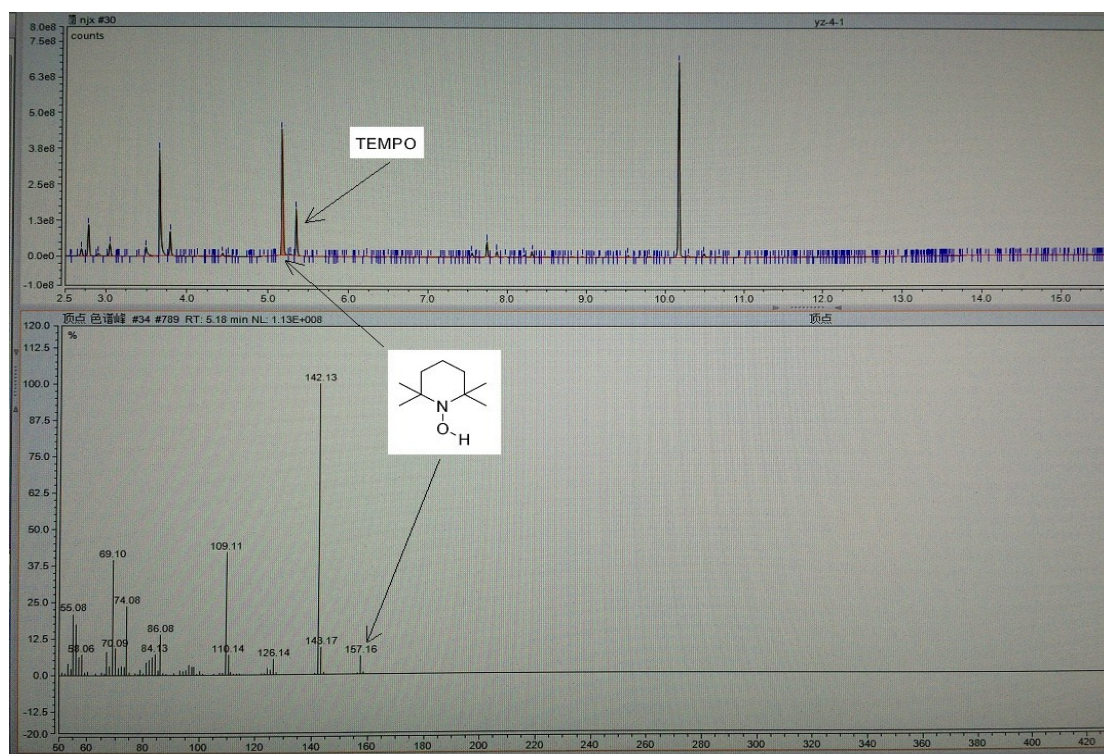 njx #30
yz-4-1
8.0e8
counts
7.5e8
6.3e8
5.0e8
3.8e8
2.5e8
1.3e8
0.0e0
-1.0e8
TEMPO
2.5 3.0 4.0 5.0 6.0 7.0 8.0 9.0 10.0 11.0 12.0 13.0 14.0 15.0
顶点 色谱峰 #34 #789 RT: 5.18 min NL: 1.13E+008
顶点
120.0
%
112.5
100.0
87.5
75.0
62.5
50.0
37.5
25.0
12.5
0.0
-12.5
-20.0
142.13
N
O
H
109.11
69.10
74.08
55.08
86.08
58.06
70.09
84.13
110.14
126.14
143.17
157.16
50 60 80 100 120 140 160 180 200 220 240 260 280 300 320 340 360 380 400 420